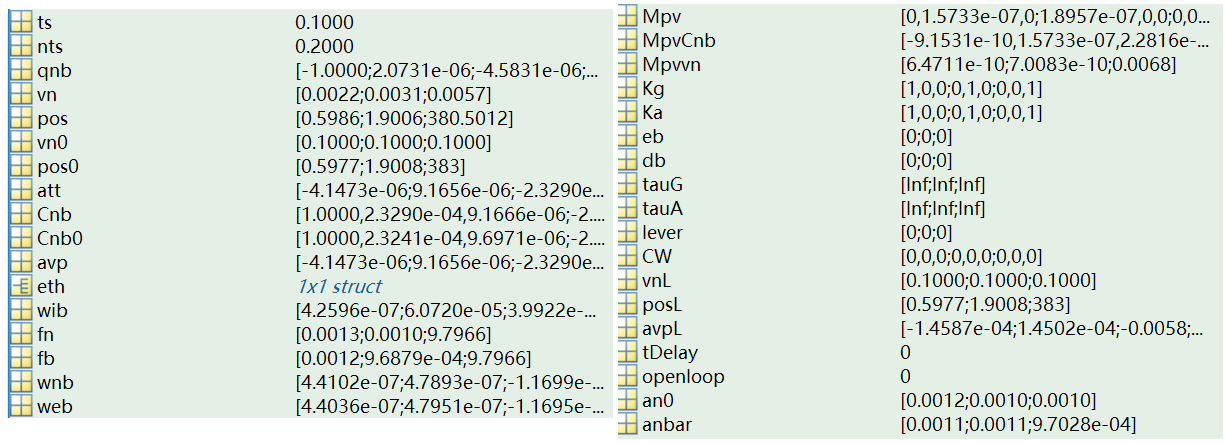 ts 0.1000
nts 0.2000
qnb [-1.0000;2.0731e-06;-4.5831e-06;...
vn [0.0022;0.0031;0.0057]
pos [0.5986;1.9006;380.5012]
vn0 [0.1000;0.1000;0.1000]
pos0 [0.5977;1.9008;383]
att [-4.1473e-06;9.1656e-06;-2.3290e...
Cnb [1.0000,2.3290e-04,9.1666e-06;-2....
Cnb0 [1.0000,2.3241e-04,9.6971e-06;-2....
avp [-4.1473e-06;9.1656e-06;-2.3290e...
eth 1x1 struct
wib [4.2596e-07;6.0720e-05;3.9922e-...
fn [0.0013;0.0010;9.7966]
fb [0.0012;9.6879e-04;9.7966]
wnb [4.4102e-07;4.7893e-07;-1.1699e-...
web [4.4036e-07;4.7951e-07;-1.1695e-...
Mpv [0,1.5733e-07,0;1.8957e-07,0,0;0,0...
MpvCnb [-9.1531e-10,1.5733e-07,2.2816e-...
Mpvvn [6.4711e-10;7.0083e-10;0.0068]
Kg [1,0,0;0,1,0;0,0,1]
Ka [1,0,0;0,1,0;0,0,1]
eb [0;0;0]
db [0;0;0]
tauG [Inf;Inf;Inf]
tauA [Inf;Inf;Inf]
lever [0;0;0]
CW [0,0,0;0,0,0;0,0,0]
vnL [0.1000;0.1000;0.1000]
posL [0.5977;1.9008;383]
avpL [-1.4587e-04;1.4502e-04;-0.0058;...
tDelay 0
openloop 0
an0 [0.0012;0.0010;0.0010]
anbar [0.0011;0.0011;9.7028e-04]